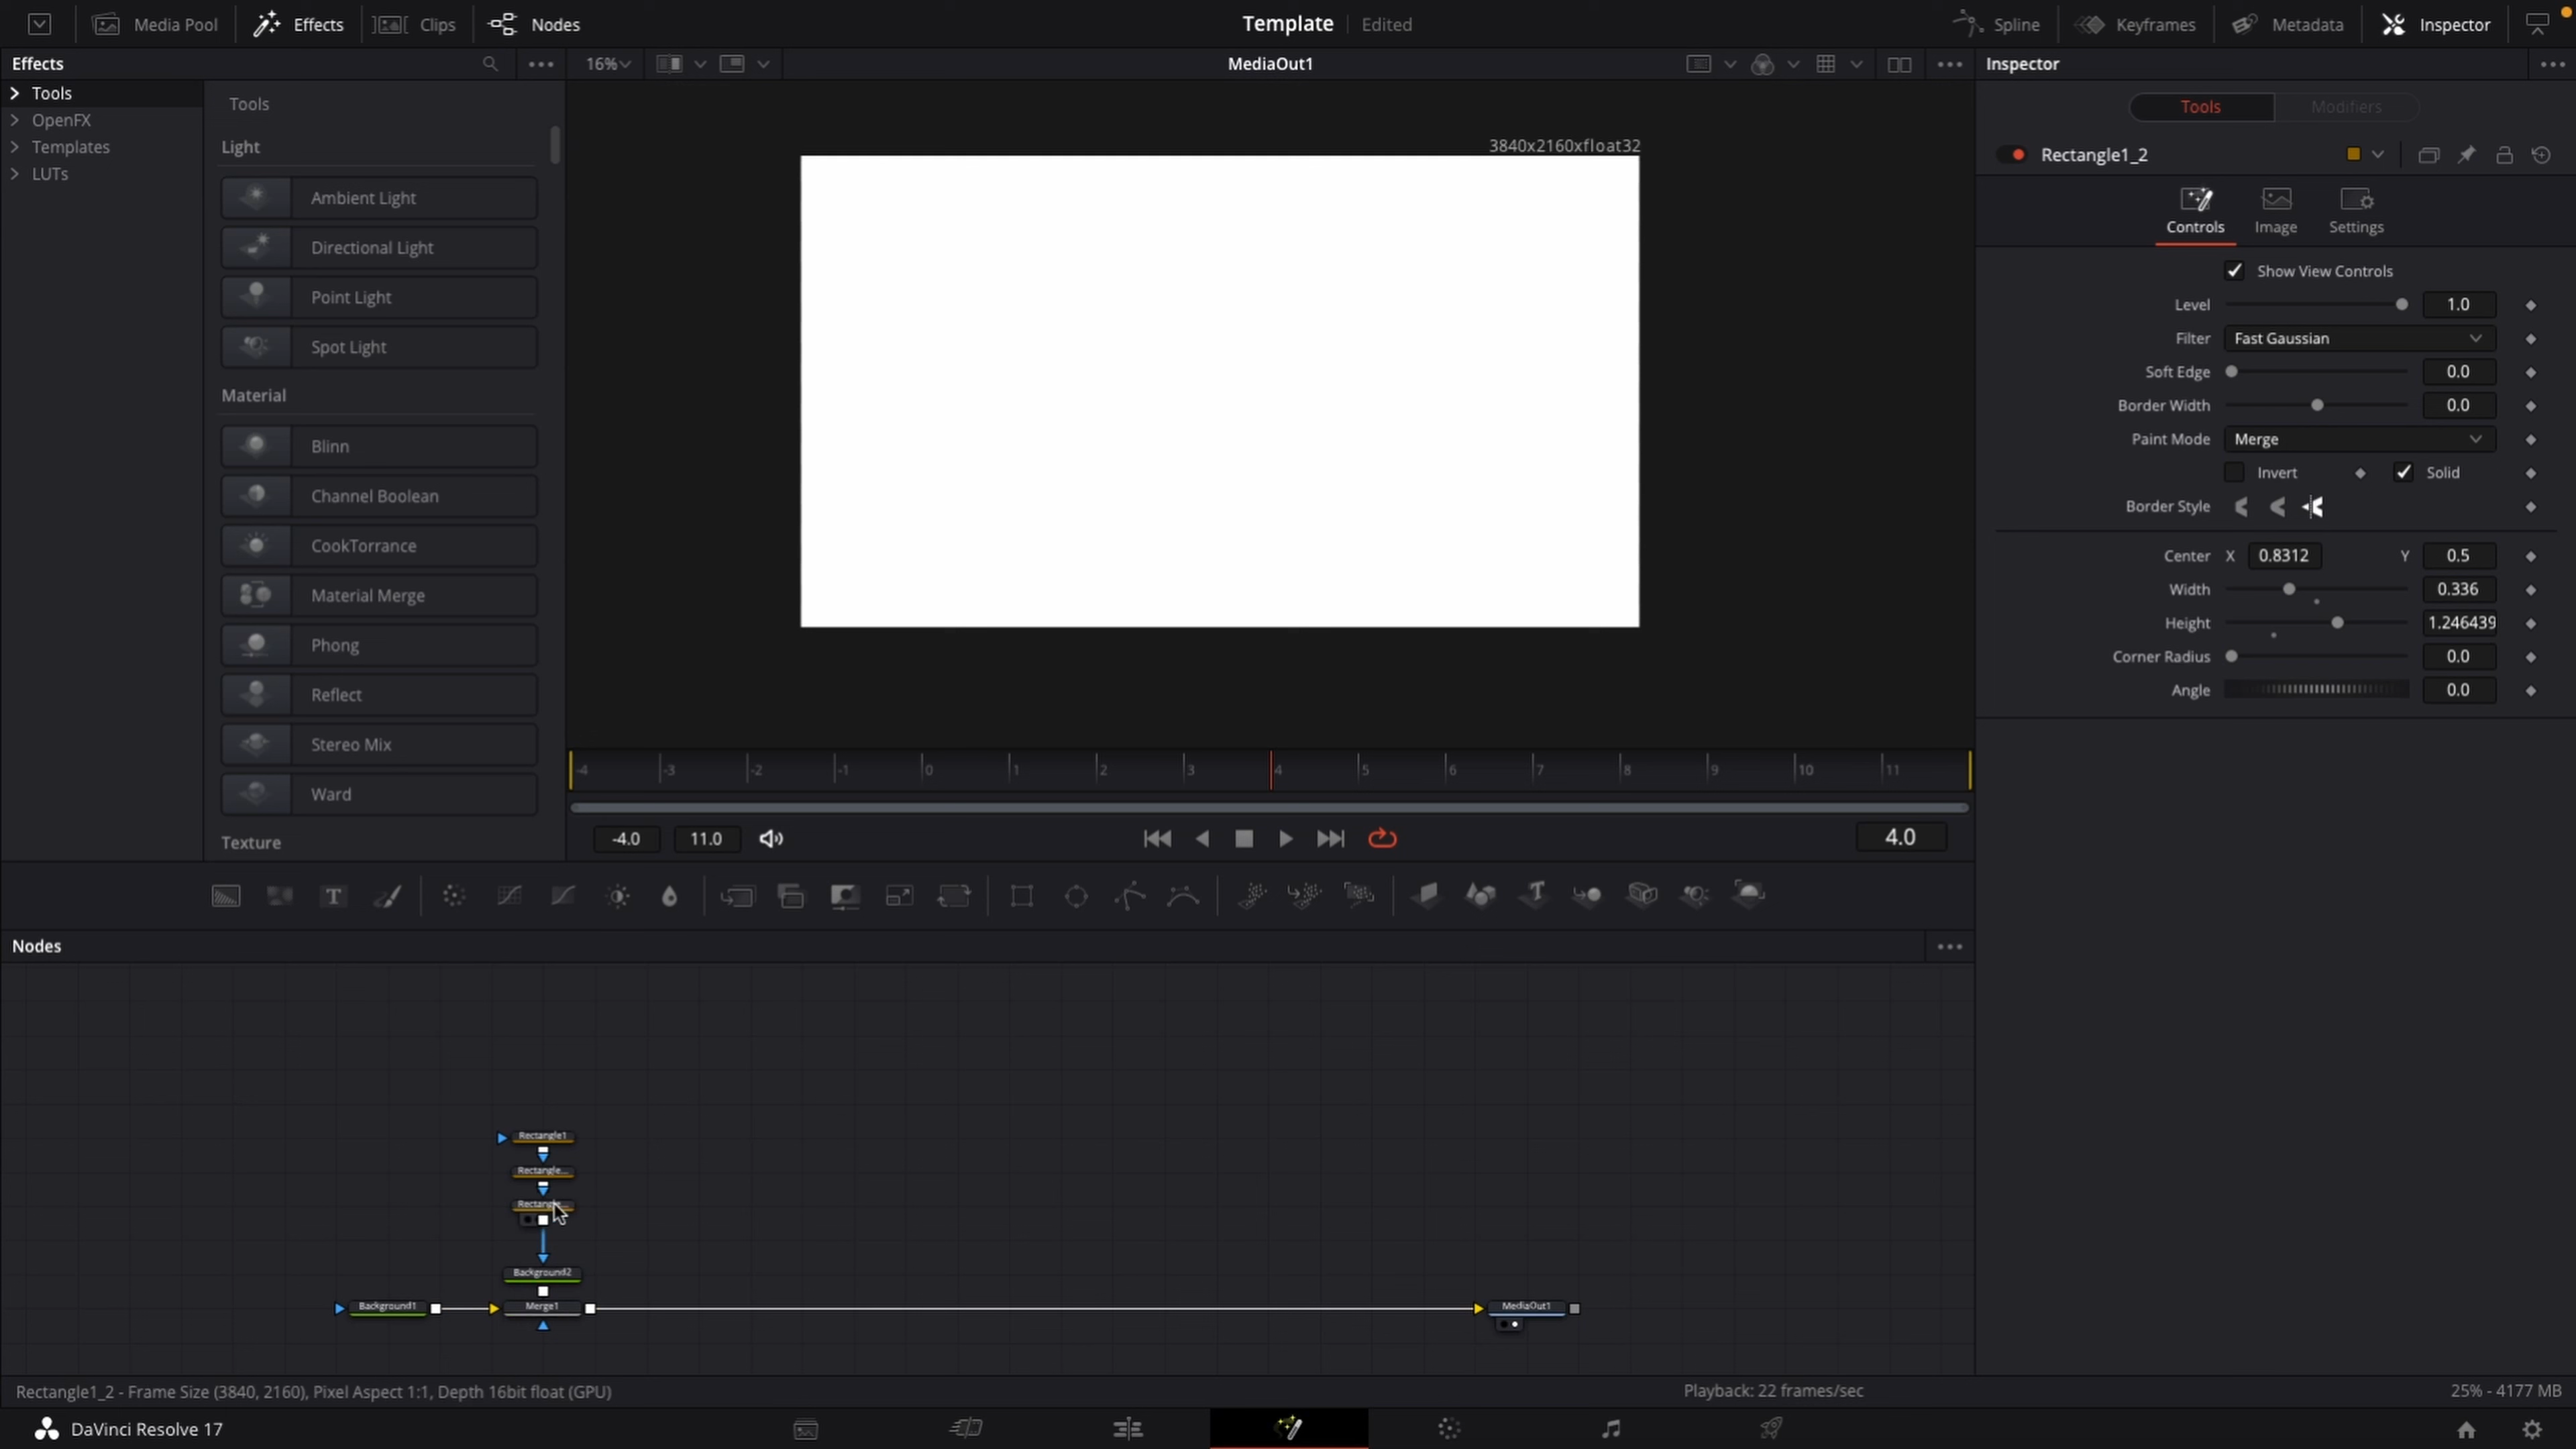 Media Pool Effects Clips Nodes Template Edited Spline Keyframes Metadata Inspector
Effects 16% MediaOut1 Inspector
Tools
OpenFX
Templates
LUTs
Tools
Light
Ambient Light
Directional Light
Point Light
Spot Light
Material
Blinn
Channel Boolean
CookTorrance
Material Merge
Phong
Reflect
Stereo Mix
Ward
Texture
3840x2160xfloat32
-4 -3 -2 -1 0 1 2 3 4 5 6 7 8 9 10 11
-4.0 11.0 4.0
Tools Modifiers
Rectangle1_2
Controls Image Settings
Show View Controls
Level 1.0
Filter Fast Gaussian
Soft Edge 0.0
Border Width 0.0
Paint Mode Merge
Invert Solid
Border Style
Center X 0.8312 Y 0.5
Width 0.336
Height 1.246439
Corner Radius 0.0
Angle 0.0
T
Nodes
Rectangle1
Rectangle...
Rectangle...
Background2
Background1 Merge1 MediaOut1
Rectangle1_2 - Frame Size (3840, 2160), Pixel Aspect 1:1, Depth 16bit float (GPU) Playback: 22 frames/sec 25% - 4177 MB
DaVinci Resolve 17